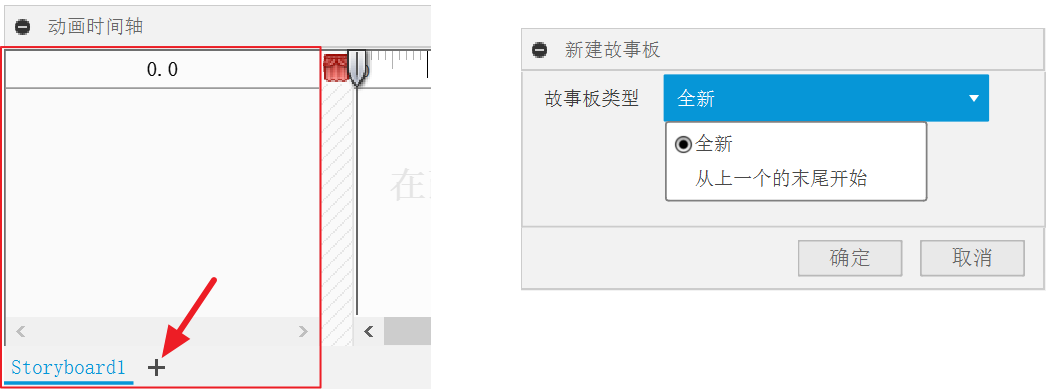 动画时间轴
0.0
在
Storyboard1
新建故事板
故事板类型
全新
全新
从上一个的末尾开始
确定
取消